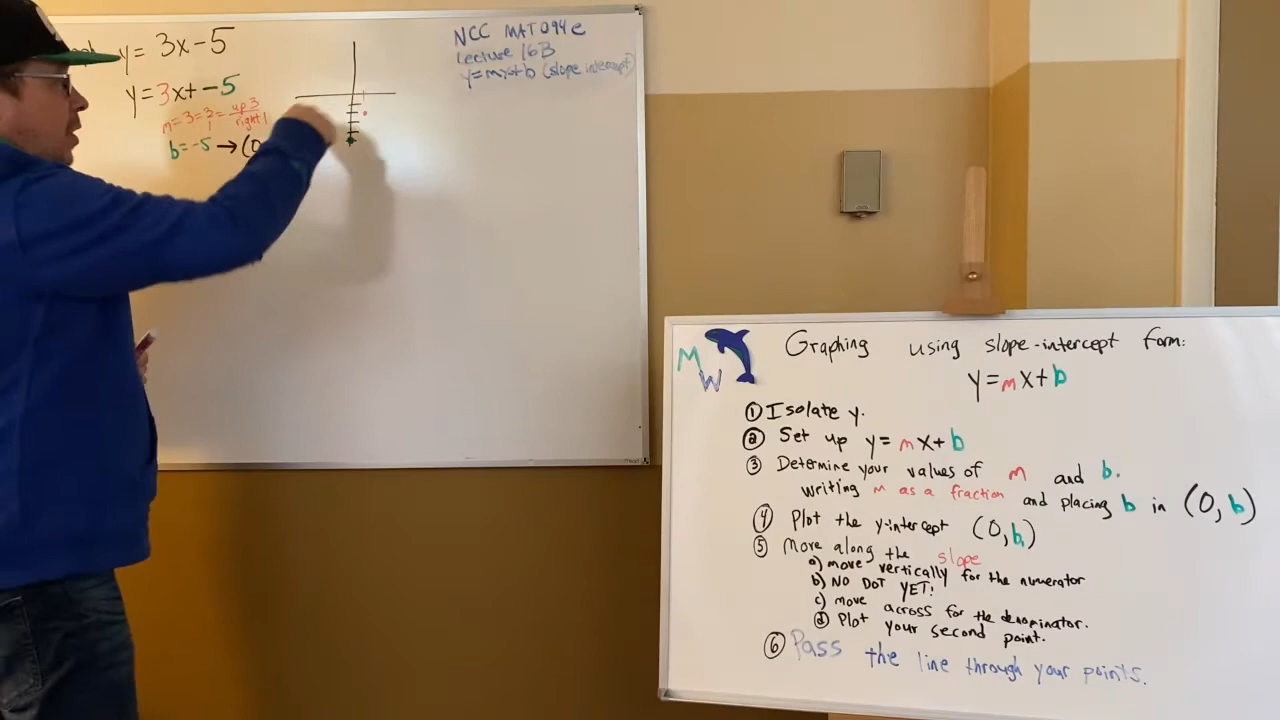 y = 3x-5
y=3x+-5
m=3=3/1=up 3/right 1
b=-5→(0
NCC MAT094e
Lecture 16B
y=mx+b (slope intercept)
MW
Graphing using slope-intercept form:
y=mx+b
① Isolate y.
② Set up y=mx+b
③ Determine your values of m and b.
writing m as a fraction and placing b in (0,b)
④ Plot the y-intercept (0,b)
⑤ Move along the slope
a) move vertically for the numerator
b) NO DOT YET!
c) move across for the denominator.
d) Plot your second point.
⑥ Pass the line through your points.